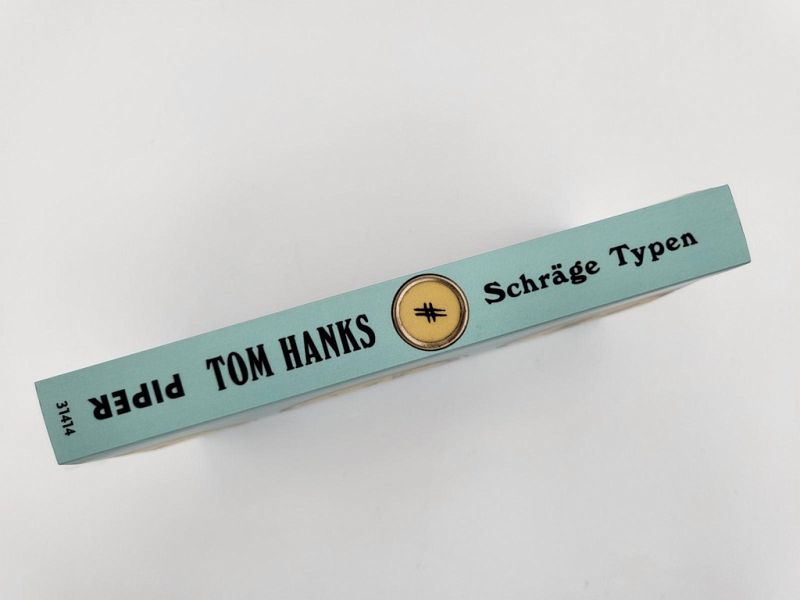 31414
PIPER
TOM HANKS
#
Schräge Typen